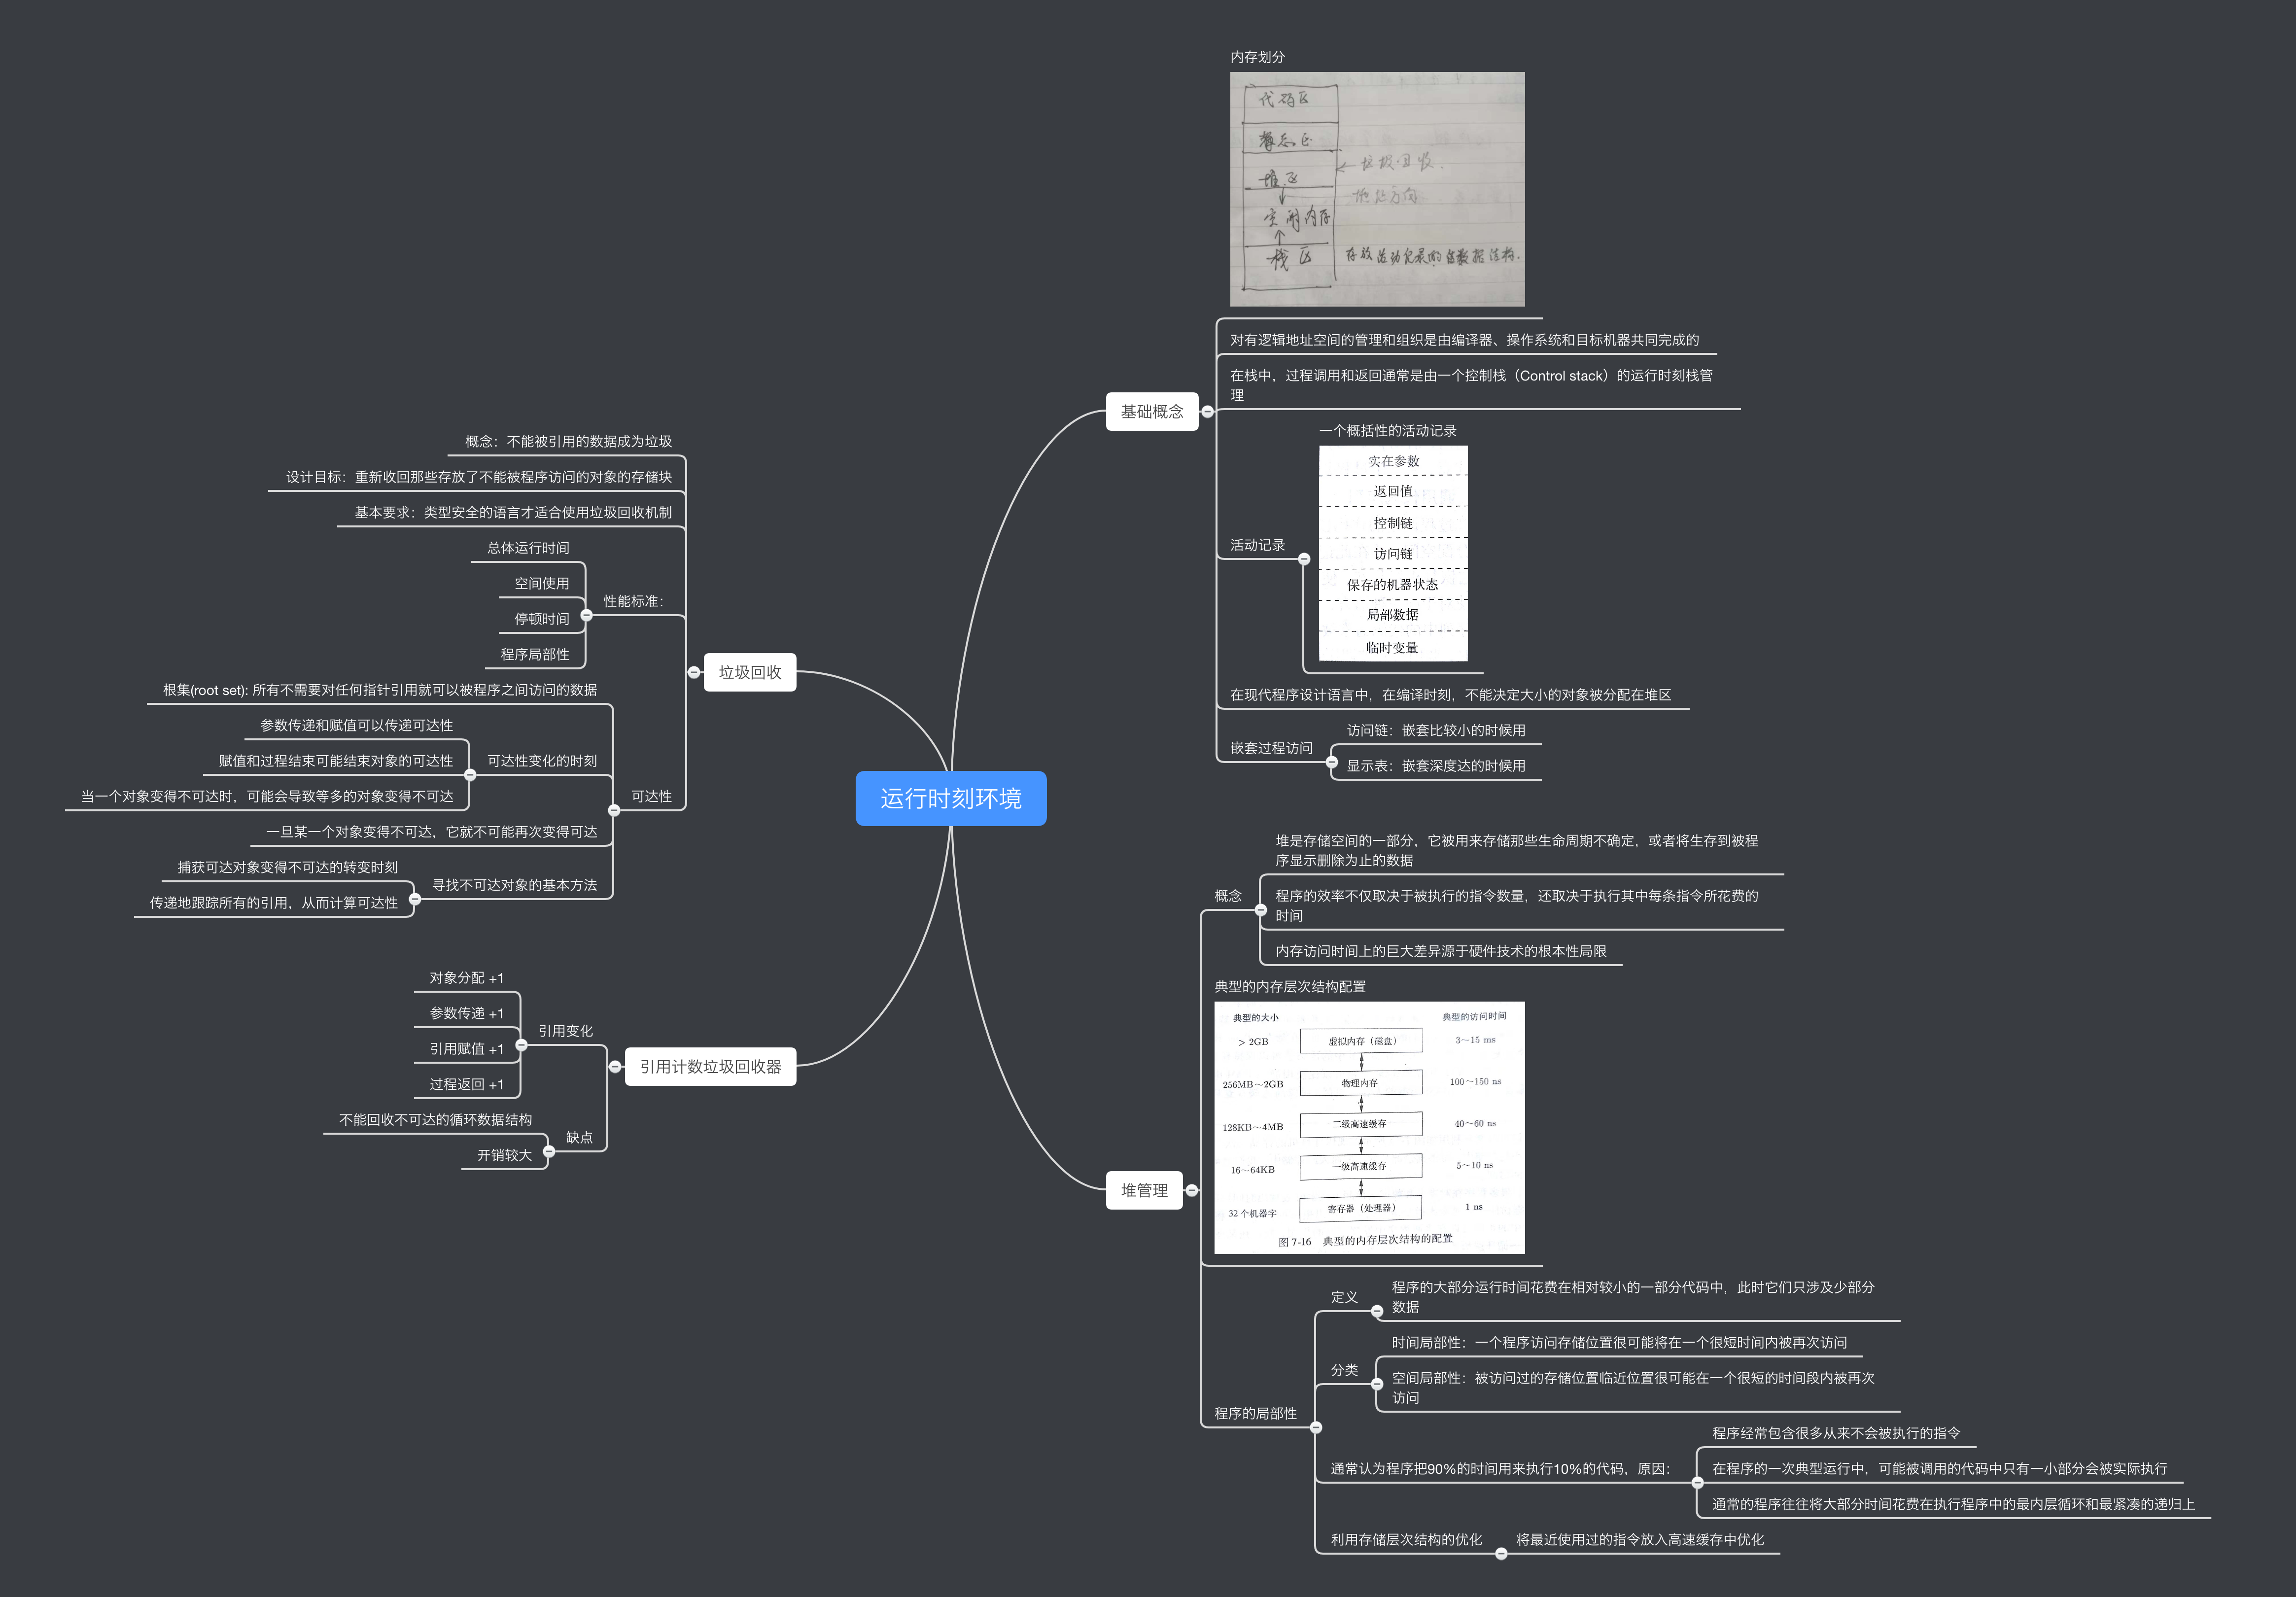 运行时刻环境
基础概念
内存划分
代码区
静态区
堆区
← 垃圾回收.
增长方向
空闲内存
栈区
存放活动记录的数据结构.
对有逻辑地址空间的管理和组织是由编译器、操作系统和目标机器共同完成的
在栈中，过程调用和返回通常是由一个控制栈（Control stack）的运行时刻栈管
理
活动记录
一个概括性的活动记录
实在参数
返回值
控制链
访问链
保存的机器状态
局部数据
临时变量
在现代程序设计语言中，在编译时刻，不能决定大小的对象被分配在堆区
嵌套过程访问
访问链：嵌套比较小的时候用
显示表：嵌套深度达的时候用
堆管理
概念
堆是存储空间的一部分，它被用来存储那些生命周期不确定，或者将生存到被程
序显示删除为止的数据
程序的效率不仅取决于被执行的指令数量，还取决于执行其中每条指令所花费的
时间
内存访问时间上的巨大差异源于硬件技术的根本性局限
典型的内存层次结构配置
典型的大小 典型的访问时间
> 2GB 虚拟内存（磁盘） 3～15 ms
256MB～2GB 物理内存 100～150 ns
128KB～4MB 二级高速缓存 40～60 ns
16～64KB 一级高速缓存 5～10 ns
32 个机器字 寄存器（处理器） 1 ns
图 7-16 典型的内存层次结构的配置
程序的局部性
定义
程序的大部分运行时间花费在相对较小的一部分代码中，此时它们只涉及少部分
数据
分类
时间局部性：一个程序访问存储位置很可能将在一个很短时间内被再次访问
空间局部性：被访问过的存储位置临近位置很可能在一个很短的时间段内被再次
访问
通常认为程序把90%的时间用来执行10%的代码，原因：
程序经常包含很多从来不会被执行的指令
在程序的一次典型运行中，可能被调用的代码中只有一小部分会被实际执行
通常的程序往往将大部分时间花费在执行程序中的最内层循环和最紧凑的递归上
利用存储层次结构的优化
将最近使用过的指令放入高速缓存中优化
垃圾回收
概念：不能被引用的数据成为垃圾
设计目标：重新收回那些存放了不能被程序访问的对象的存储块
基本要求：类型安全的语言才适合使用垃圾回收机制
性能标准：
总体运行时间
空间使用
停顿时间
程序局部性
可达性
根集(root set): 所有不需要对任何指针引用就可以被程序之间访问的数据
可达性变化的时刻
参数传递和赋值可以传递可达性
赋值和过程结束可能结束对象的可达性
当一个对象变得不可达时，可能会导致等多的对象变得不可达
一旦某一个对象变得不可达，它就不可能再次变得可达
寻找不可达对象的基本方法
捕获可达对象变得不可达的转变时刻
传递地跟踪所有的引用，从而计算可达性
引用计数垃圾回收器
引用变化
对象分配 +1
参数传递 +1
引用赋值 +1
过程返回 +1
缺点
不能回收不可达的循环数据结构
开销较大